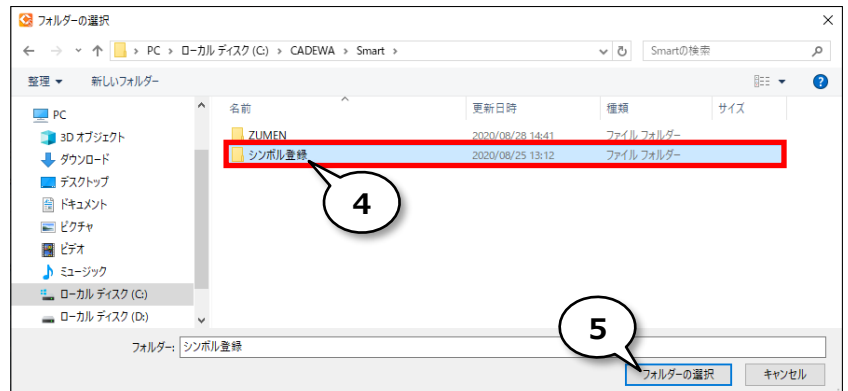 フォルダーの選択
PC › ローカル ディスク (C:) › CADEWA › Smart ›
Smartの検索
整理 新しいフォルダー
名前 更新日時 種類 サイズ
PC
3D オブジェクト
ダウンロード
デスクトップ
ドキュメント
ピクチャ
ビデオ
ミュージック
ローカル ディスク (C:)
ローカル ディスク (D:)
ZUMEN 2020/08/28 14:41 ファイル フォルダー
シンボル登録 2020/08/25 13:12 ファイル フォルダー
4
5
フォルダー: シンボル登録
フォルダーの選択 キャンセル